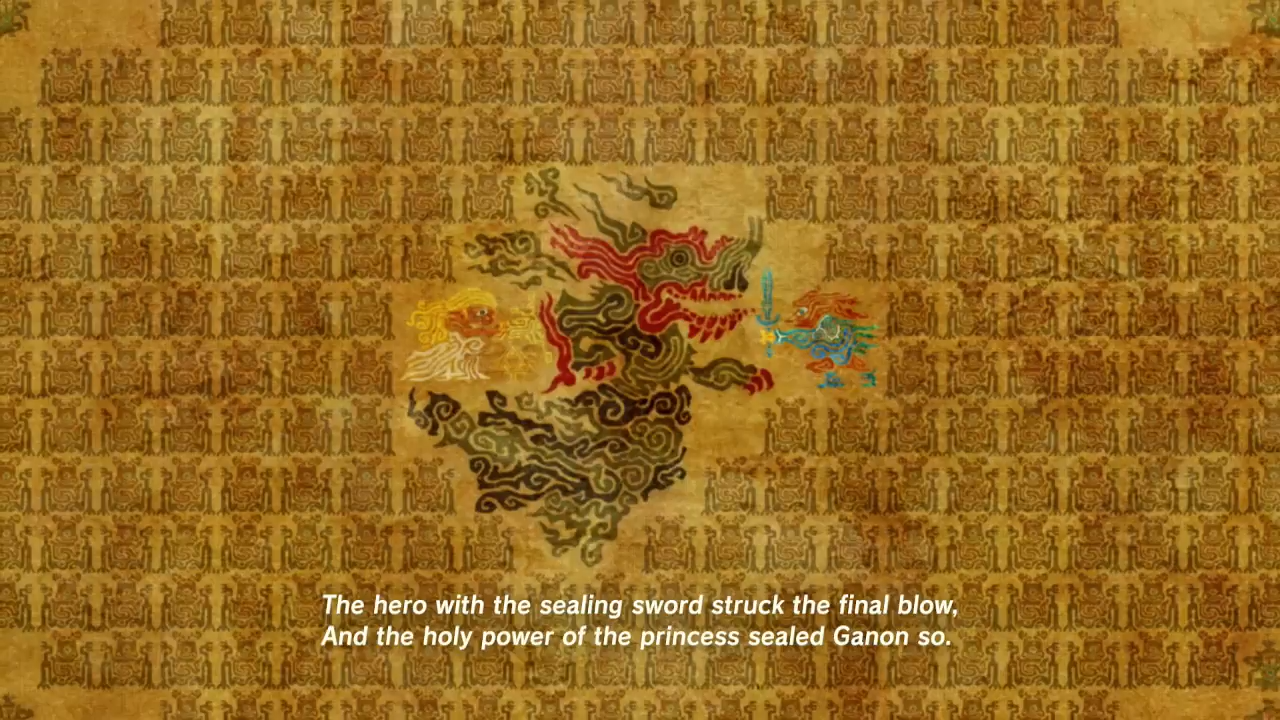 The hero with the sealing sword struck the final blow,
And the holy power of the princess sealed Ganon so.